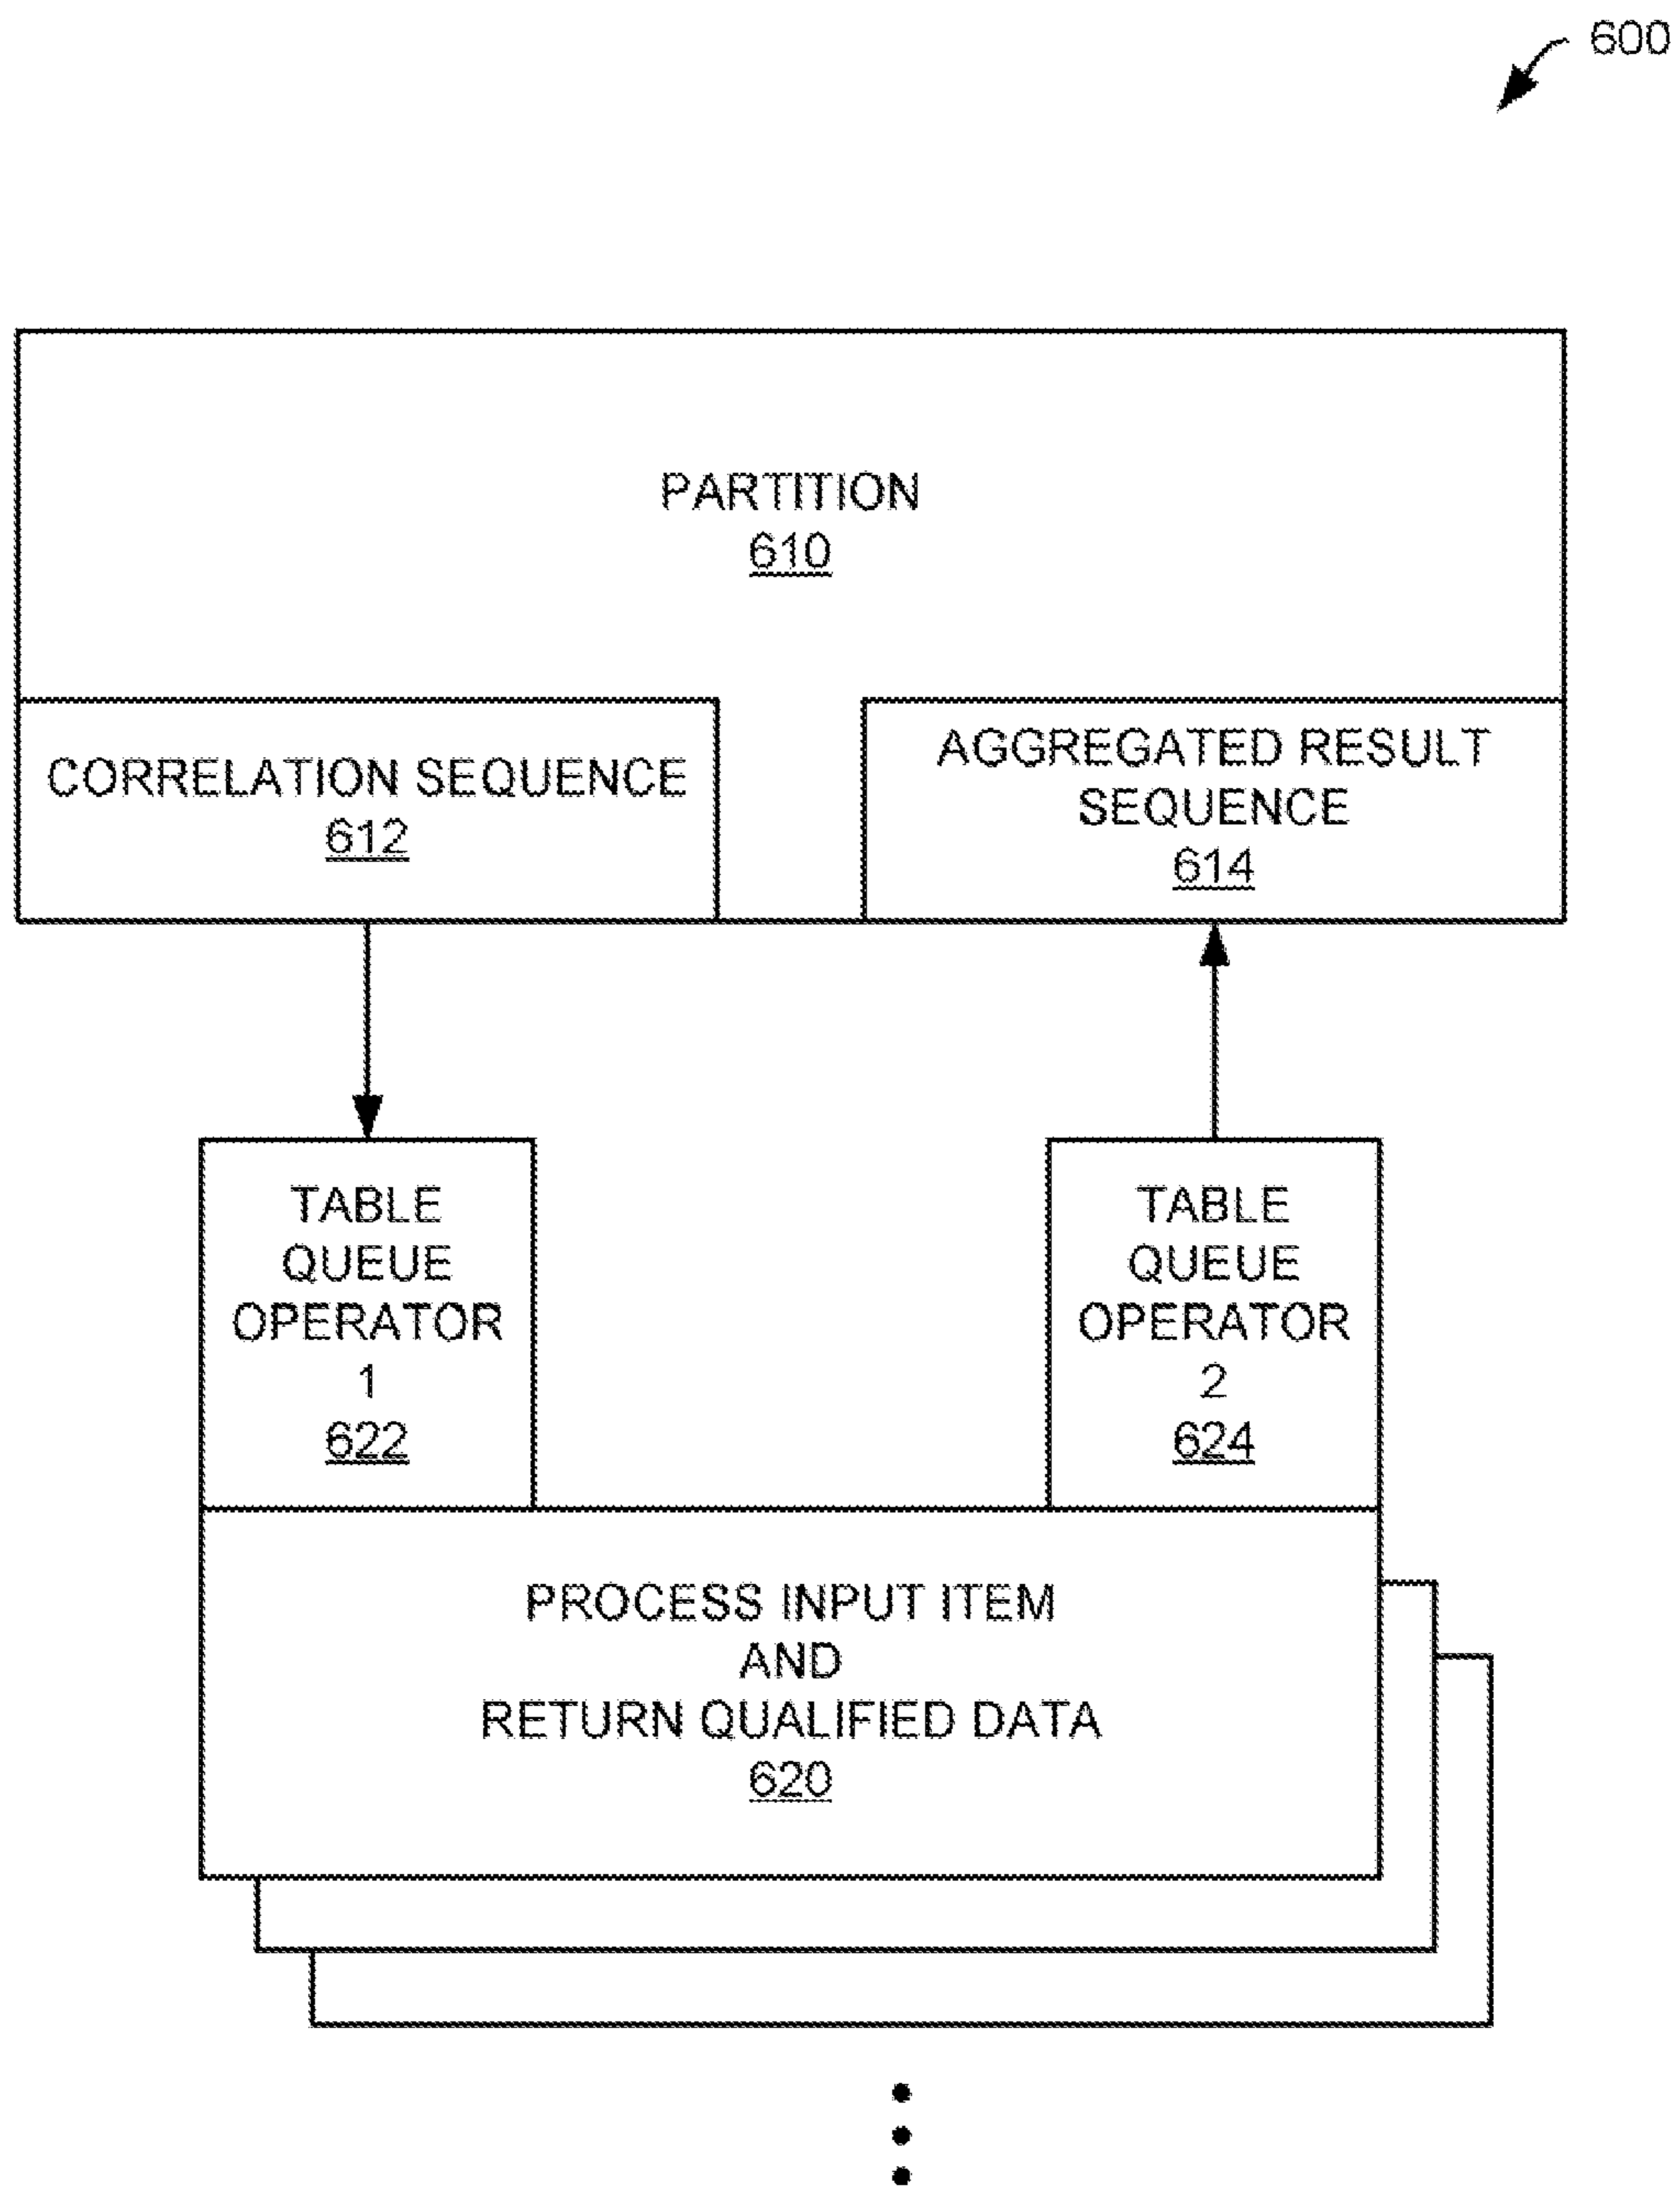 600
PARTITION
610
CORRELATION SEQUENCE
612
AGGREGATED RESULT
SEQUENCE
614
TABLE
QUEUE
OPERATOR
1
622
TABLE
QUEUE
OPERATOR
2
624
PROCESS INPUT ITEM
AND
RETURN QUALIFIED DATA
620